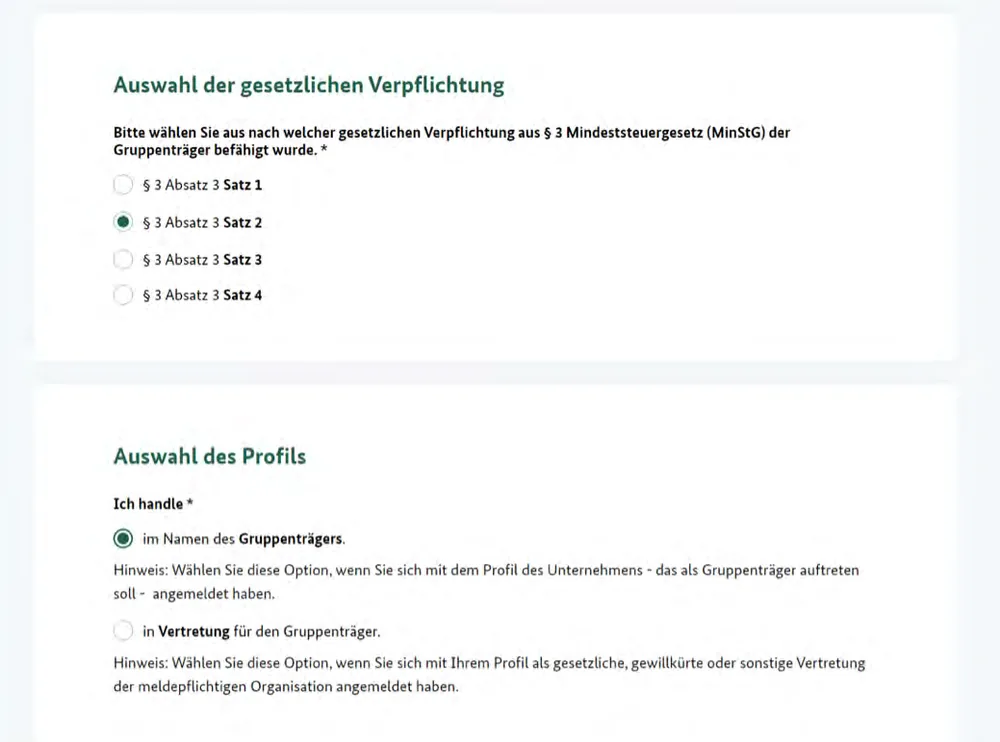 Auswahl der gesetzlichen Verpflichtung
Bitte wählen Sie aus nach welcher gesetzlichen Verpflichtung aus § 3 Mindeststeuergesetz (MinStG) der
Gruppenträger befähigt wurde. *
§ 3 Absatz 3 Satz 1
§ 3 Absatz 3 Satz 2
§ 3 Absatz 3 Satz 3
§ 3 Absatz 3 Satz 4
Auswahl des Profils
Ich handle *
im Namen des Gruppenträgers.
Hinweis: Wählen Sie diese Option, wenn Sie sich mit dem Profil des Unternehmens - das als Gruppenträger auftreten
soll - angemeldet haben.
in Vertretung für den Gruppenträger.
Hinweis: Wählen Sie diese Option, wenn Sie sich mit Ihrem Profil als gesetzliche, gewillkürte oder sonstige Vertretung
der meldepflichtigen Organisation angemeldet haben.